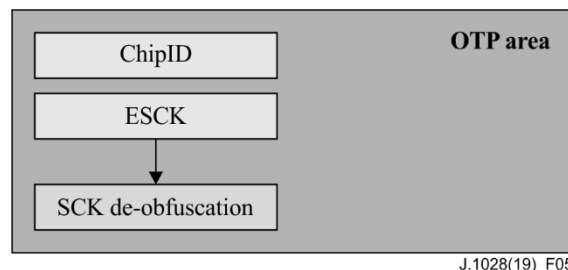 OTP area
ChipID
ESCK
SCK de-obfuscation
J.1028(19)_F05